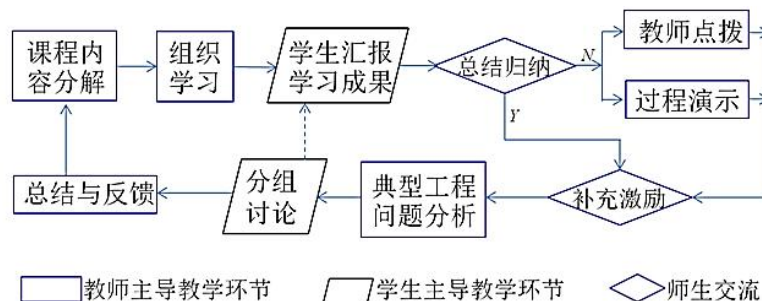 课程内
容分解
组织
学习
学生汇报
学习成果
总结归纳
N
教师点拨
过程演示
Y
总结与反馈
分组
讨论
典型工程
问题分析
补充激励
教师主导教学环节
学生主导教学环节
师生交流